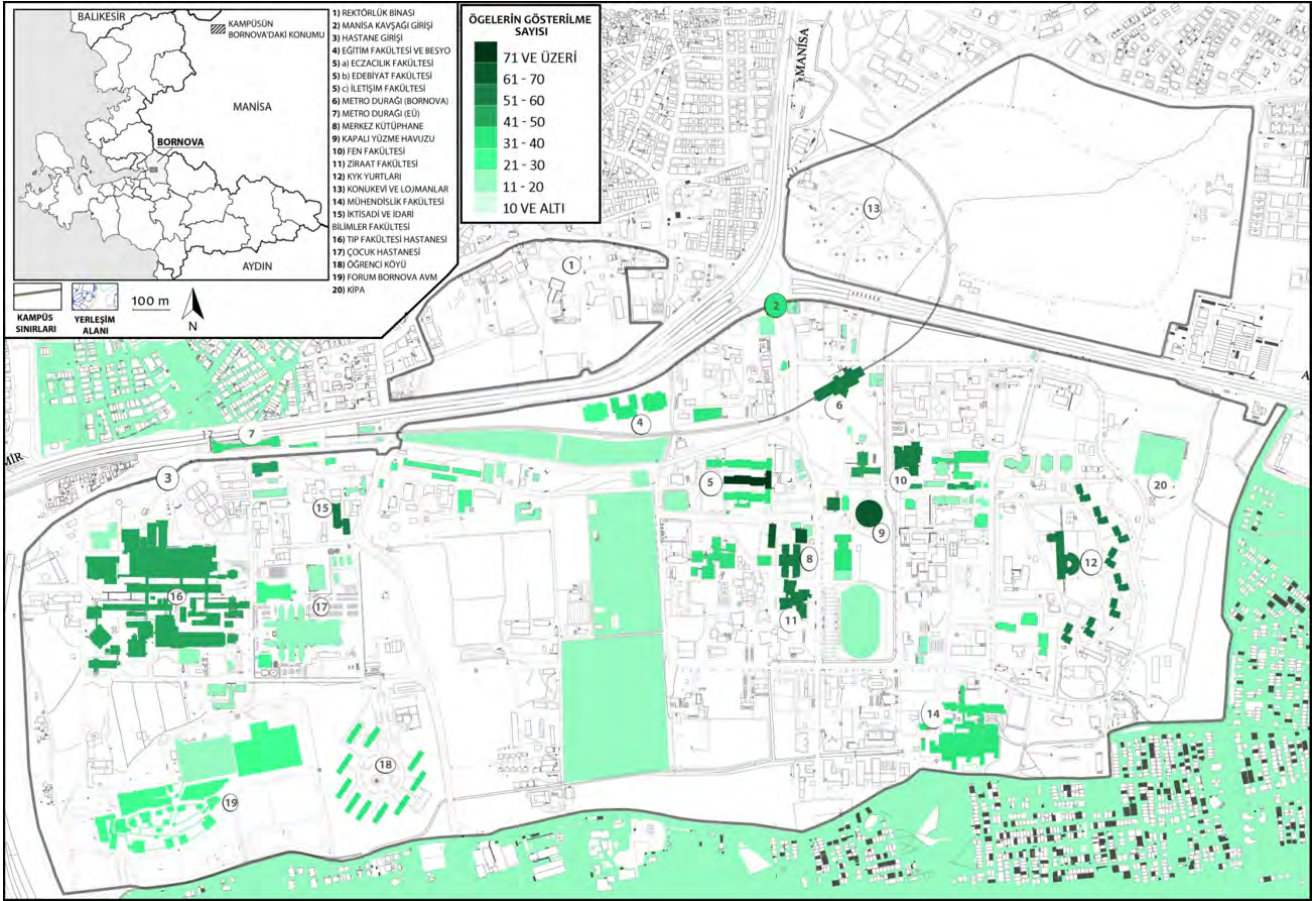 BALIKESİR
MANİSA
BORNOVA
AYDIN
KAMPÜSÜN
BORNOVA'DAKİ KONUMU
KAMPÜS
SINIRLARI
YERLEŞİM
ALANI
100 m
N
1) REKTÖRLÜK BİNASI
2) MANİSA KAVŞAĞI GİRİŞİ
3) HASTANE GİRİŞİ
4) EĞİTİM FAKÜLTESİ VE BESYO
5) a) ECZACILIK FAKÜLTESİ
5) b) EDEBİYAT FAKÜLTESİ
5) c) İLETİŞİM FAKÜLTESİ
6) METRO DURAĞI (BORNOVA)
7) METRO DURAĞI (EÜ)
8) MERKEZ KÜTÜPHANE
9) KAPALI YÜZME HAVUZU
10) FEN FAKÜLTESİ
11) ZİRAAT FAKÜLTESİ
12) KYK YURTLARI
13) KONUKEVİ VE LOJMANLAR
14) MÜHENDİSLİK FAKÜLTESİ
15) İKTİSADİ VE İDARİ
BİLİMLER FAKÜLTESİ
16) TIP FAKÜLTESİ HASTANESİ
17) ÇOCUK HASTANESİ
18) ÖĞRENCİ KÖYÜ
19) FORUM BORNOVA AVM
20) KİPA
ÖGELERİN GÖSTERİLME
SAYISI
71 VE ÜZERİ
61 - 70
51 - 60
41 - 50
31 - 40
21 - 30
11 - 20
10 VE ALTI
MANİSA
13
1
2
6
4
7
MİR
A
3
5
10
20
15
9
8
12
16
17
11
14
18
19